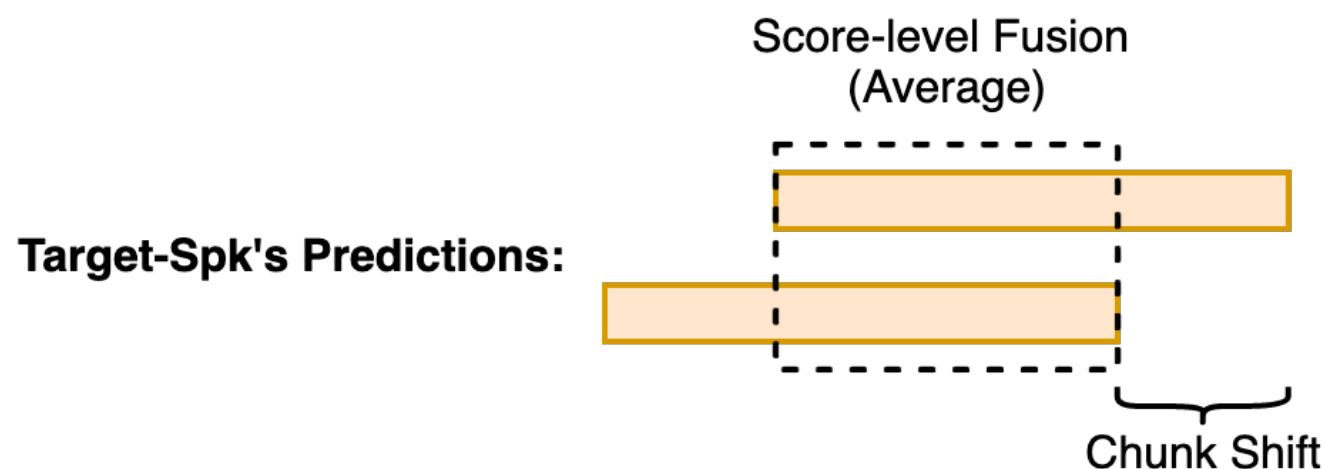 Score-level Fusion
(Average)
Target-Spk's Predictions:
Chunk Shift